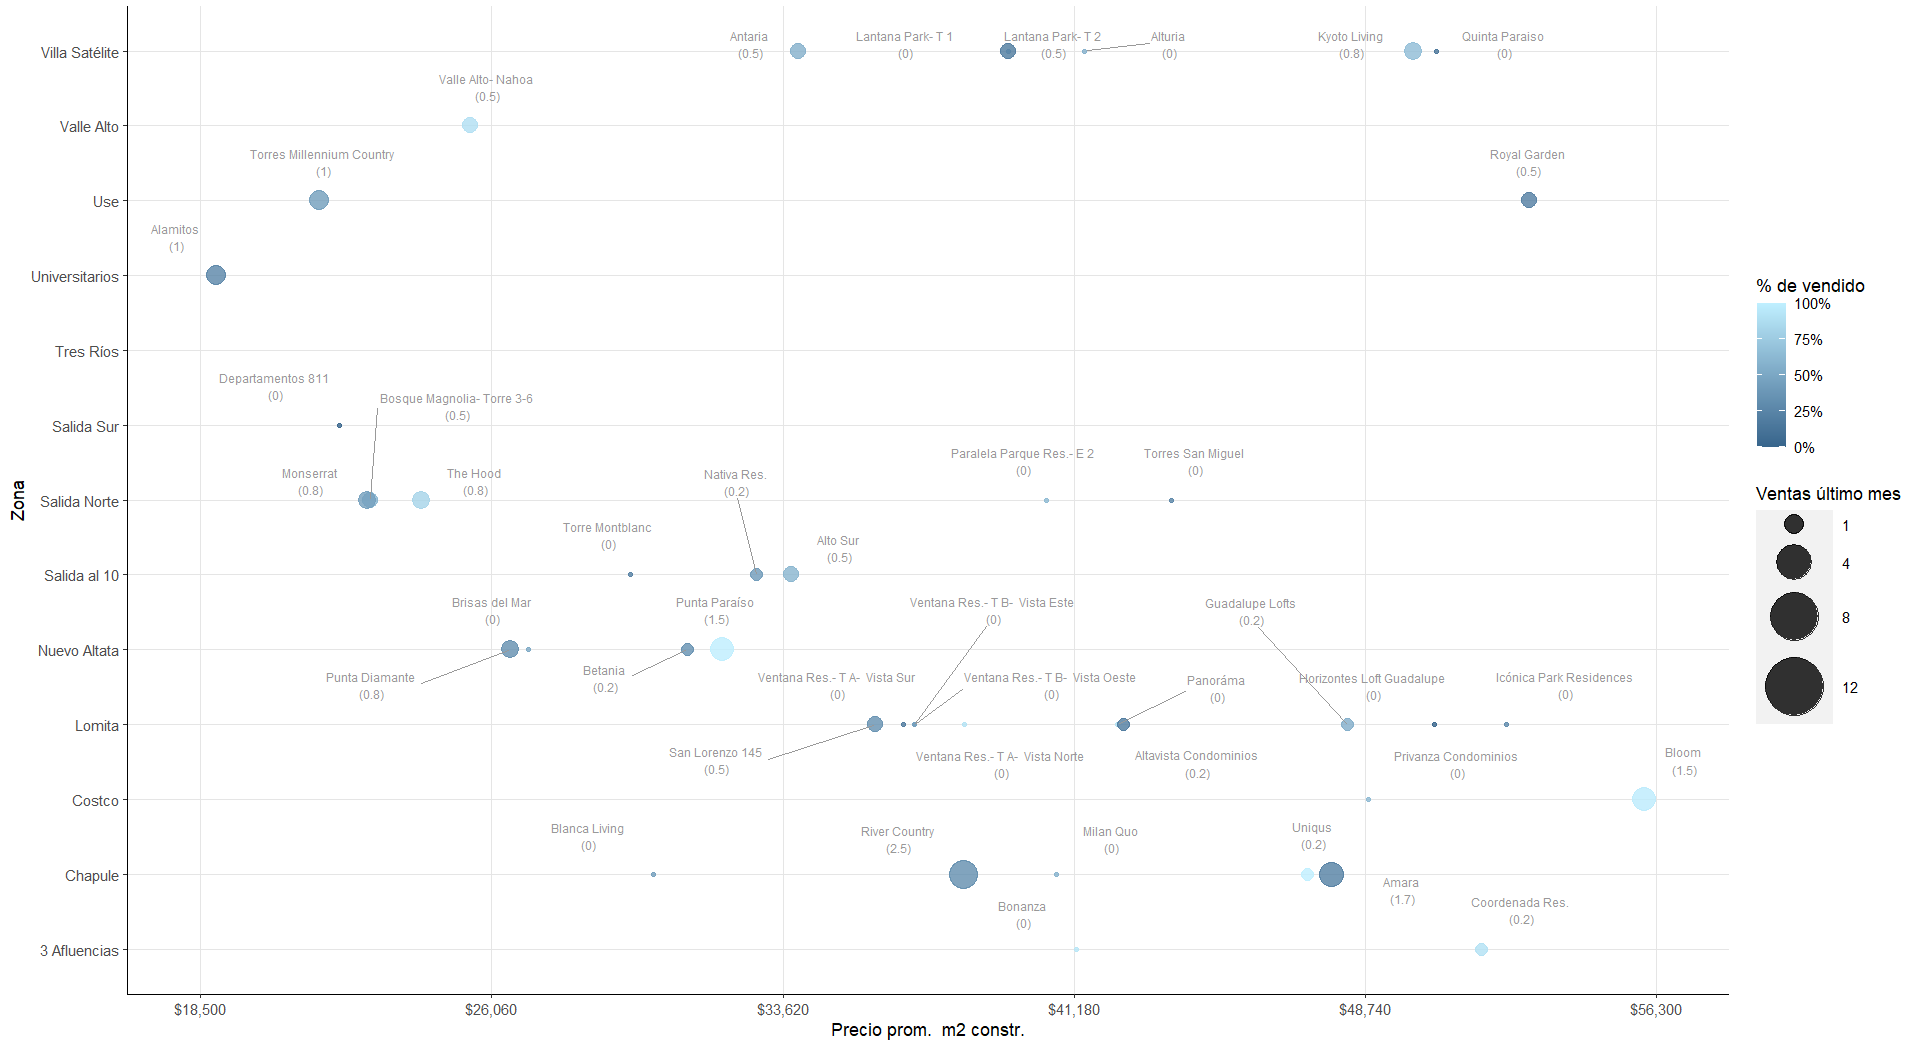 Zona
Villa Satélite
Valle Alto
Use
Universitarios
Tres Ríos
Salida Sur
Salida Norte
Salida al 10
Nuevo Altata
Lomita
Costco
Chapule
3 Afluencias
Antaria
(0.5)
Lantana Park- T 1
(0)
Lantana Park- T 2
(0.5)
Alturia
(0)
Kyoto Living
(0.8)
Quinta Paraiso
(0)
Valle Alto- Nahoa
(0.5)
Torres Millennium Country
(1)
Royal Garden
(0.5)
Alamitos
(1)
Departamentos 811
(0)
Bosque Magnolia- Torre 3-6
(0.5)
Monserrat
(0.8)
The Hood
(0.8)
Nativa Res.
(0.2)
Paralela Parque Res.- E 2
(0)
Torres San Miguel
(0)
Torre Montblanc
(0)
Alto Sur
(0.5)
Brisas del Mar
(0)
Punta Paraíso
(1.5)
Ventana Res.- T B-  Vista Este
(0)
Guadalupe Lofts
(0.2)
Punta Diamante
(0.8)
Betania
(0.2)
Ventana Res.- T A-  Vista Sur
(0)
Ventana Res.- T B-  Vista Oeste
(0)
Panoráma
(0)
Horizontes Loft Guadalupe
(0)
Icónica Park Residences
(0)
San Lorenzo 145
(0.5)
Ventana Res.- T A-  Vista Norte
(0)
Altavista Condominios
(0.2)
Privanza Condominios
(0)
Bloom
(1.5)
Blanca Living
(0)
River Country
(2.5)
Milan Quo
(0)
Uniqus
(0.2)
Amara
(1.7)
Bonanza
(0)
Coordenada Res.
(0.2)
$18,500
$26,060
$33,620
$41,180
$48,740
$56,300
Precio prom.  m2 constr.
% de vendido
100%
75%
50%
25%
0%
Ventas último mes
1
4
8
12